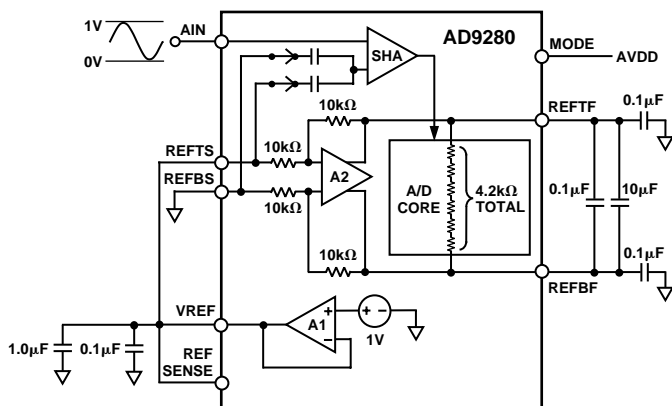 1V
0V
AIN
SHA
AD9280
MODE
AVDD
10kΩ
REFTF
0.1µF
REFTS
10kΩ
REFBS
10kΩ
A2
A/D
CORE
4.2kΩ
TOTAL
0.1µF
10µF
10kΩ
0.1µF
REFBF
VREF
A1
+
−
+ −
1V
1.0µF
0.1µF
REF
SENSE